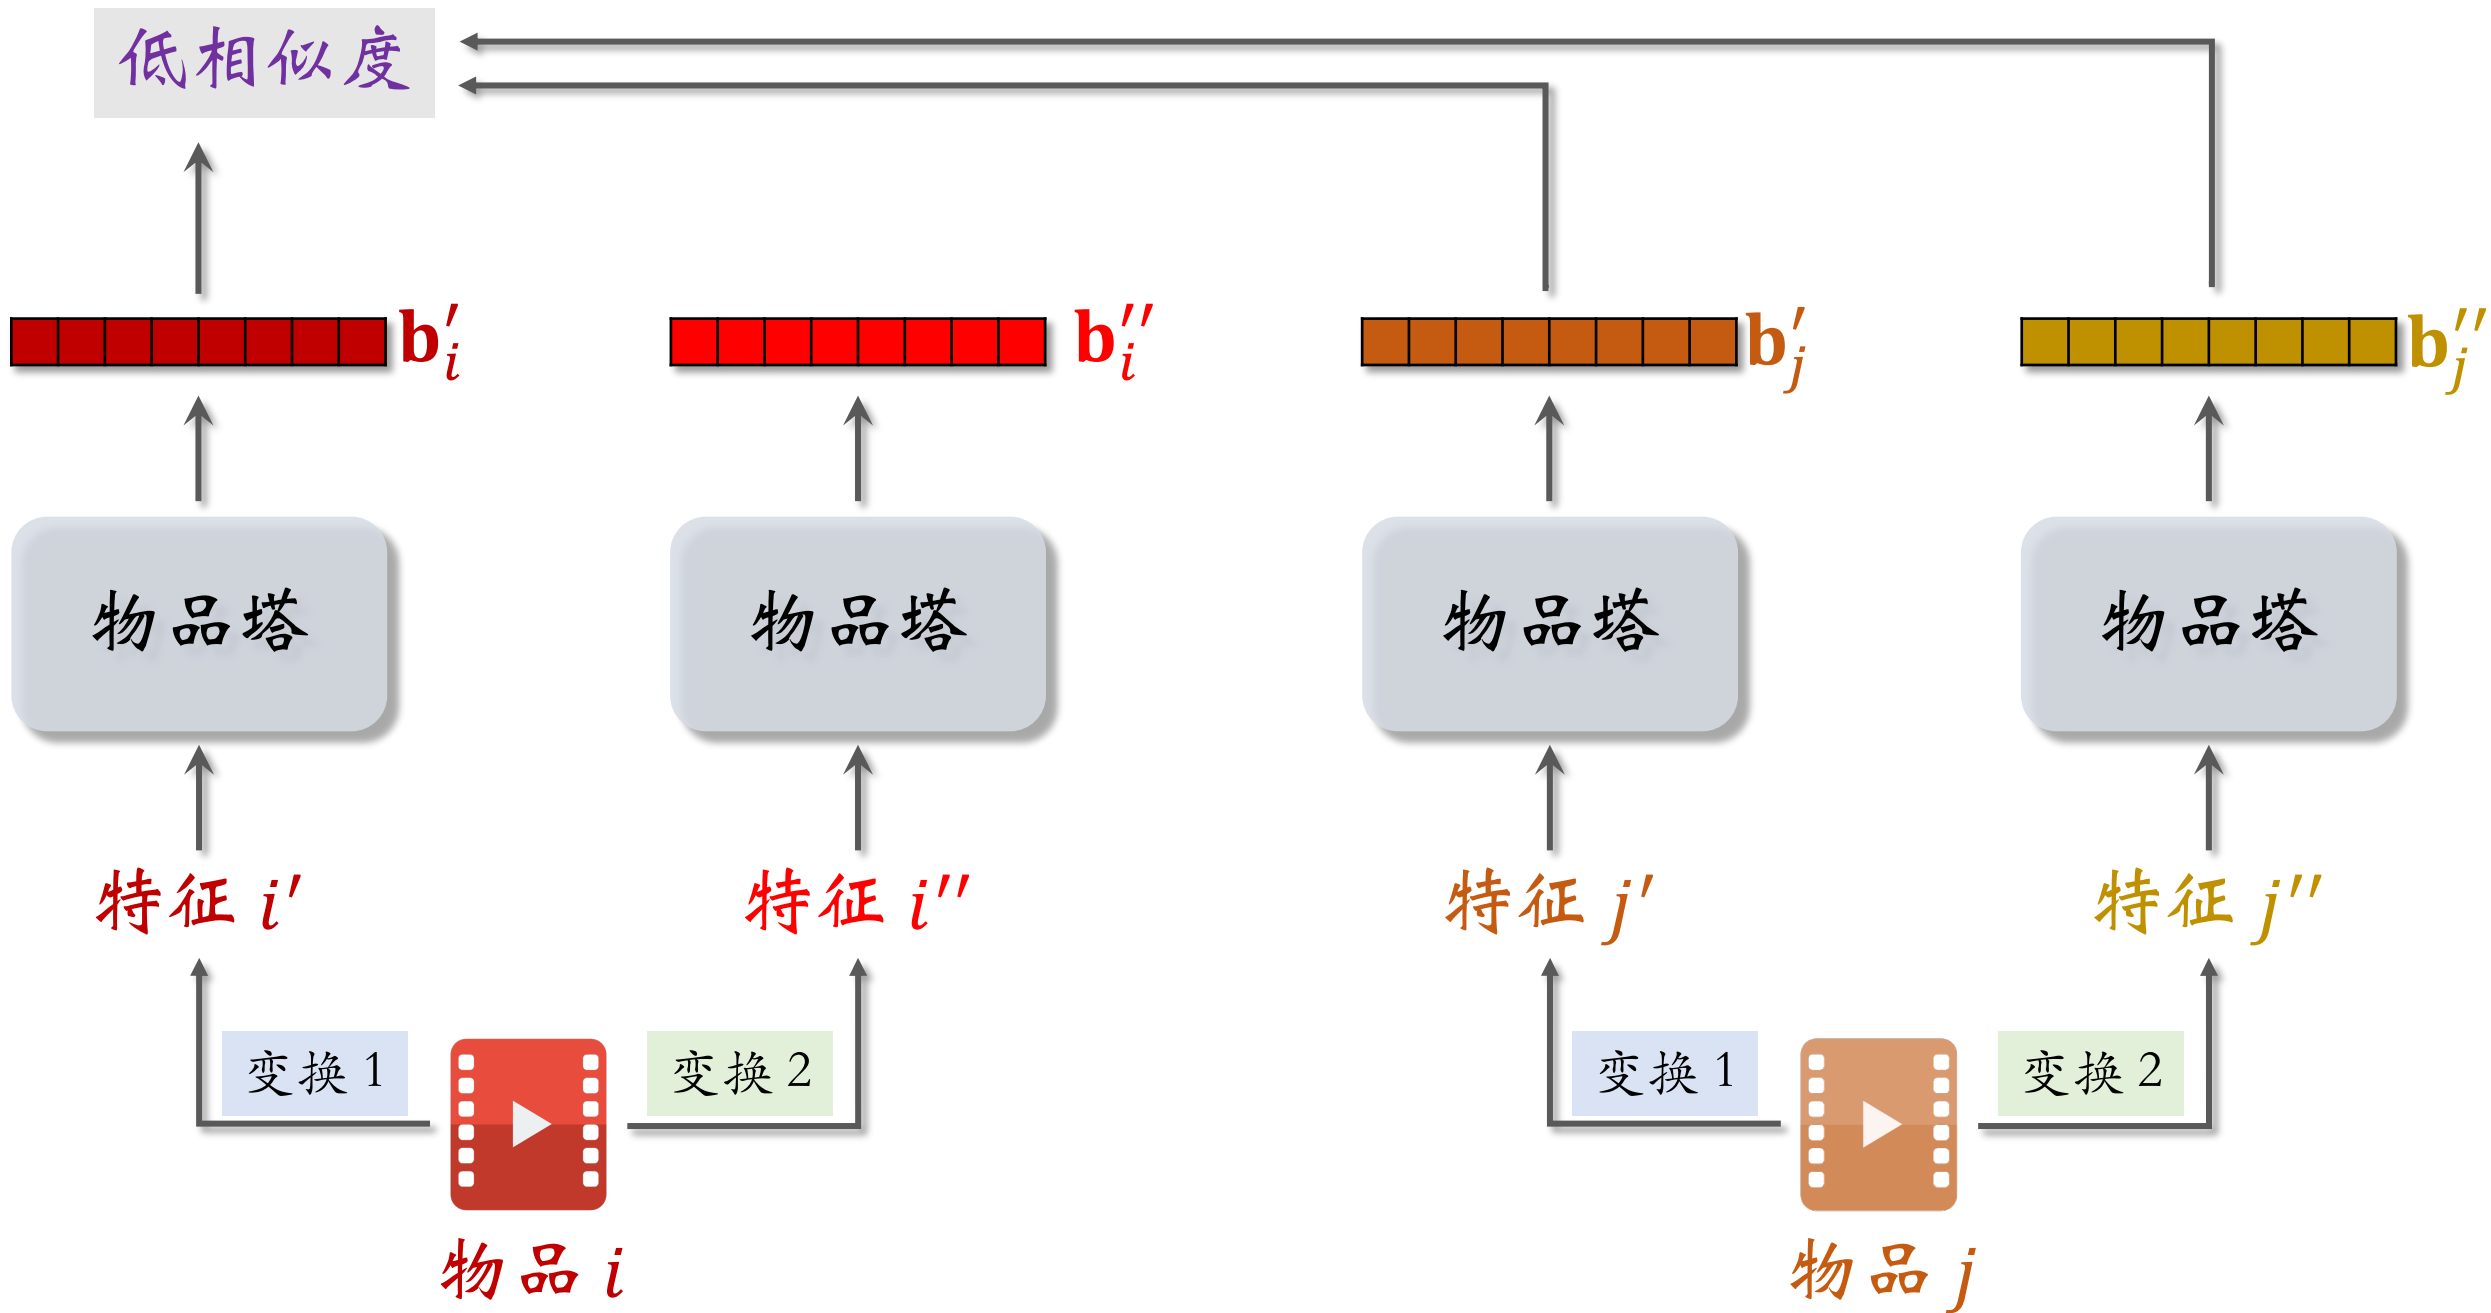 低相似度
𝐛′ᵢ
𝐛′′ᵢ
𝐛′ⱼ
𝐛′′ⱼ
物品塔
物品塔
物品塔
物品塔
特征 i′
特征 i′′
特征 j′
特征 j′′
变换 1
变换 2
变换 1
变换 2
物品 i
物品 j